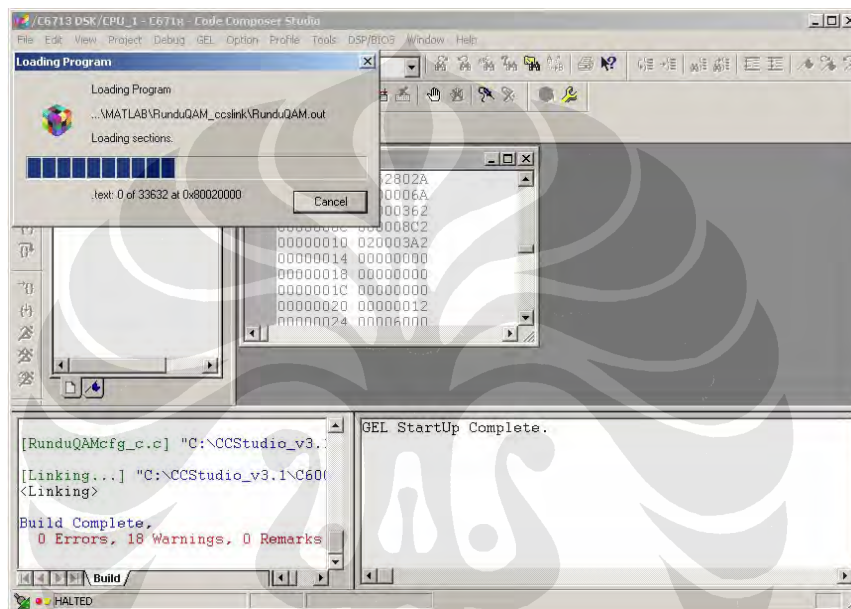 /C6713 DSK/CPU_1 - C671x - Code Composer Studio
File Edit View Project Debug GEL Option Profile Tools DSP/BIOS Window Help
Loading Program
Loading Program
...\MATLAB\RunduQAM_ccslink\RunduQAM.out
Loading sections.
.text: 0 of 33632 at 0x80020000
Cancel
00000010 020003A2
00000014 00000000
00000018 00000000
0000001C 00000000
00000020 00000012
00000024 00006000
[RunduQAMcfg_c.c] "C:\CCStudio_v3.1
[Linking...] "C:\CCStudio_v3.1\C60
<Linking>
Build Complete,
0 Errors, 18 Warnings, 0 Remarks
Build
GEL StartUp Complete.
HALTED